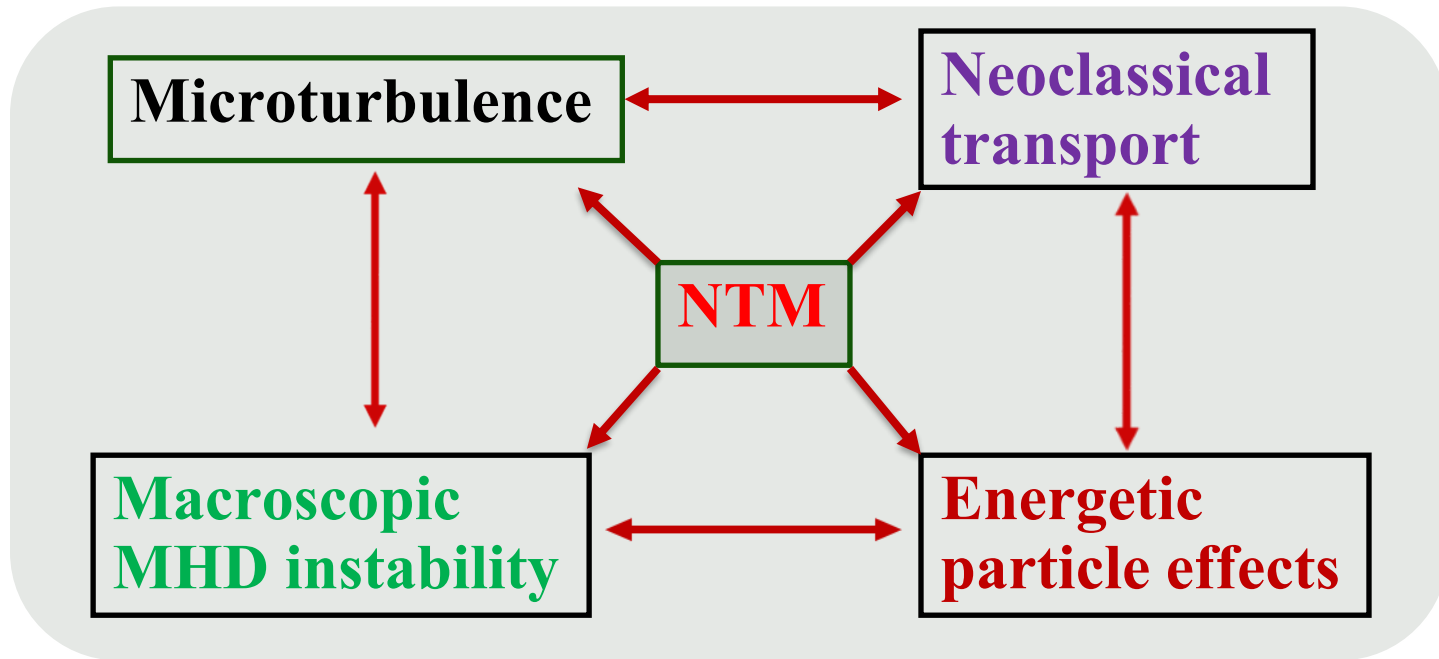 Microturbulence
Neoclassical
transport
NTM
Macroscopic
MHD instability
Energetic
particle effects